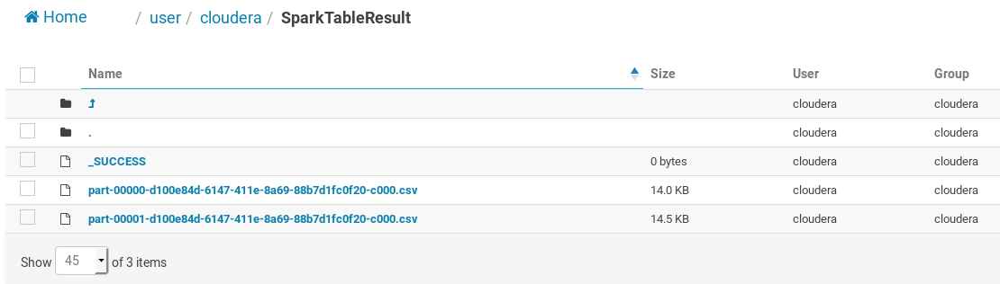 Home / user / cloudera / SparkTableResult
Name Size User Group
cloudera cloudera
. cloudera cloudera
_SUCCESS 0 bytes cloudera cloudera
part-00000-d100e84d-6147-411e-8a69-88b7d1fc0f20-c000.csv 14.0 KB cloudera cloudera
part-00001-d100e84d-6147-411e-8a69-88b7d1fc0f20-c000.csv 14.5 KB cloudera cloudera
Show 45 of 3 items